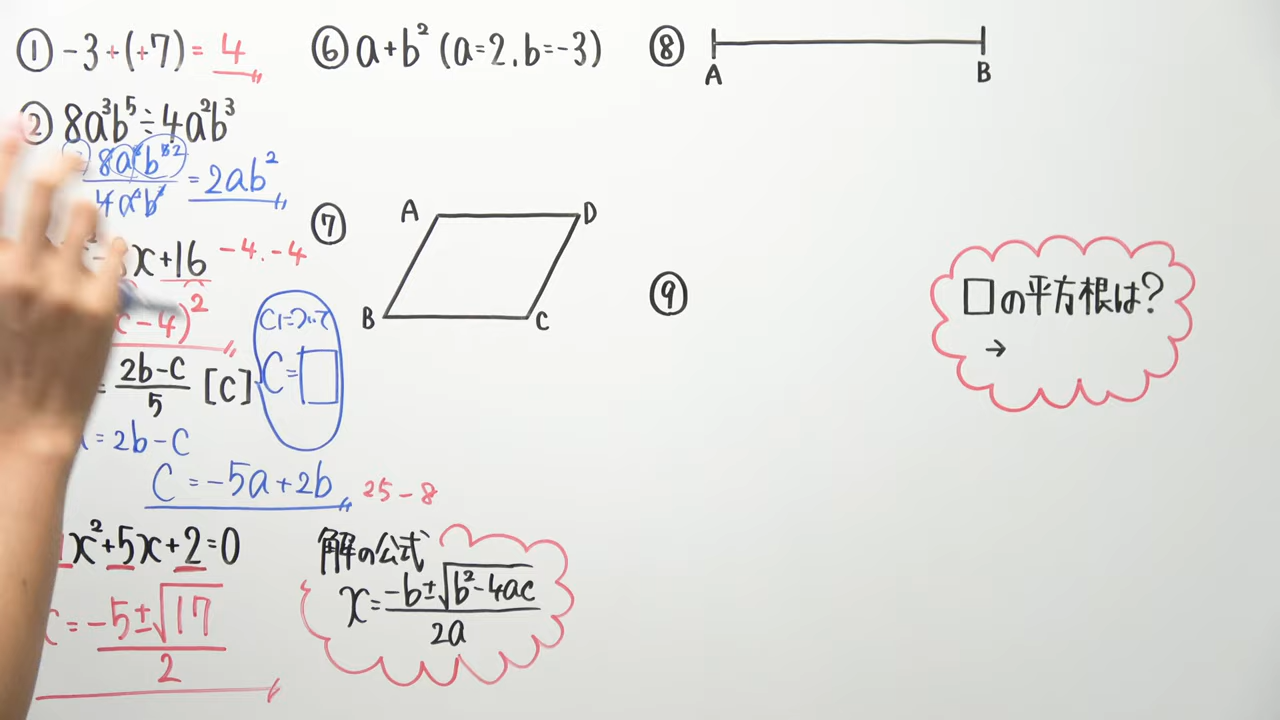 ① -3+(+7)=4
② 8a³b⁵÷4a²b³
8a³b⁵ 2
4a²b³
=2ab²
x+16 -4.-4
-4)²
=2b-c/5 [C]
=2b-C
C=-5a+2b
Cについて
C=□
25-8
x²+5x+2=0
=-5±√17/2
解の公式
x=-b±√b²-4ac/2a
⑥ a+b² (a=2.b=-3)
⑦
A
D
B
C
⑧
A
B
⑨
□の平方根は?
→